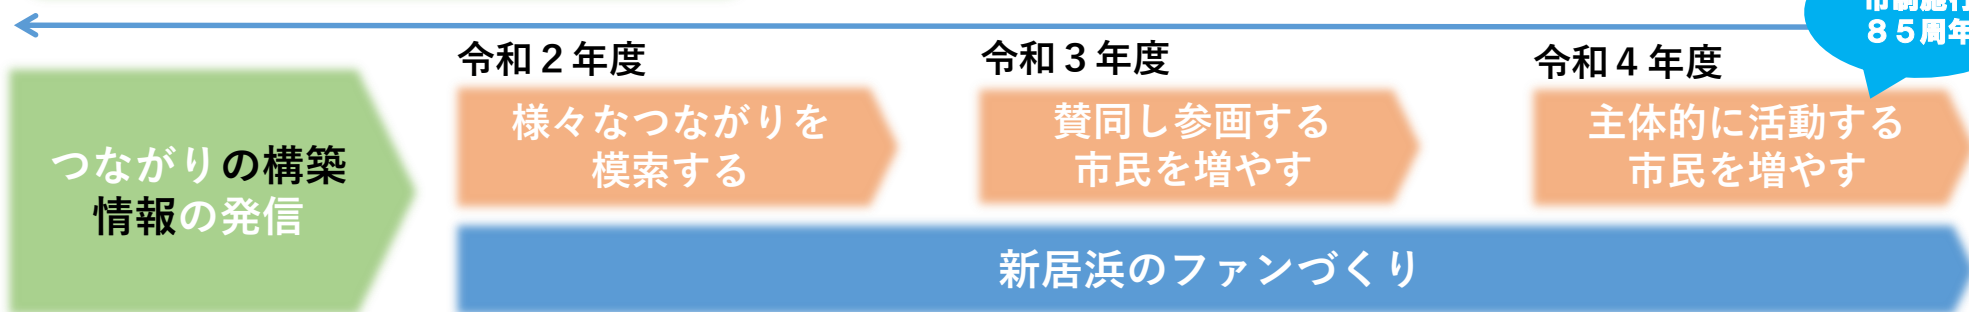 市制施行
85周年
令和2年度
令和3年度
令和4年度
つながりの構築
情報の発信
様々なつながりを
模索する
賛同し参画する
市民を増やす
主体的に活動する
市民を増やす
新居浜のファンづくり